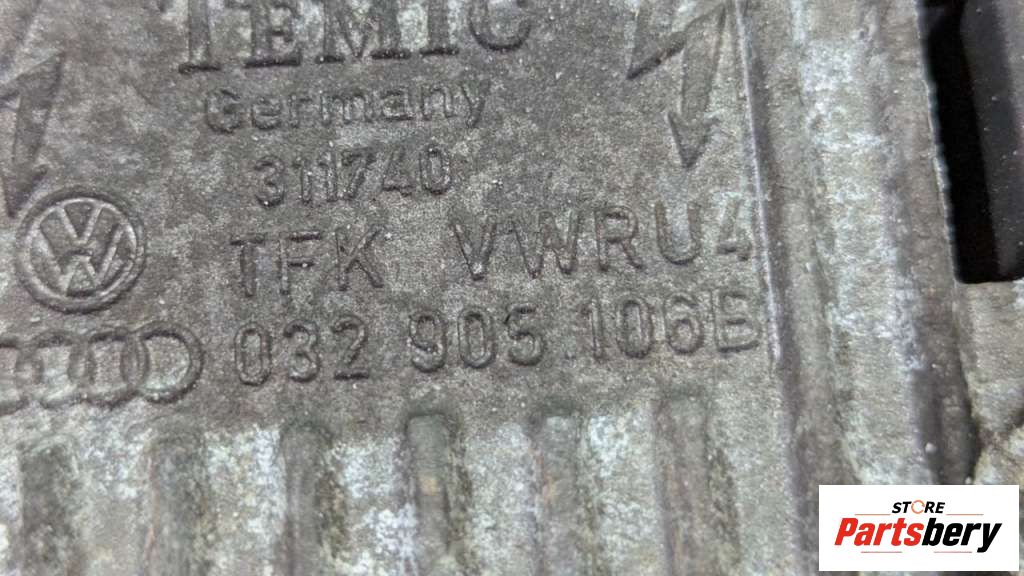 TEMIC
Germany
311740
TFK VWRU4
032 905 106B
STORE
Partsbery